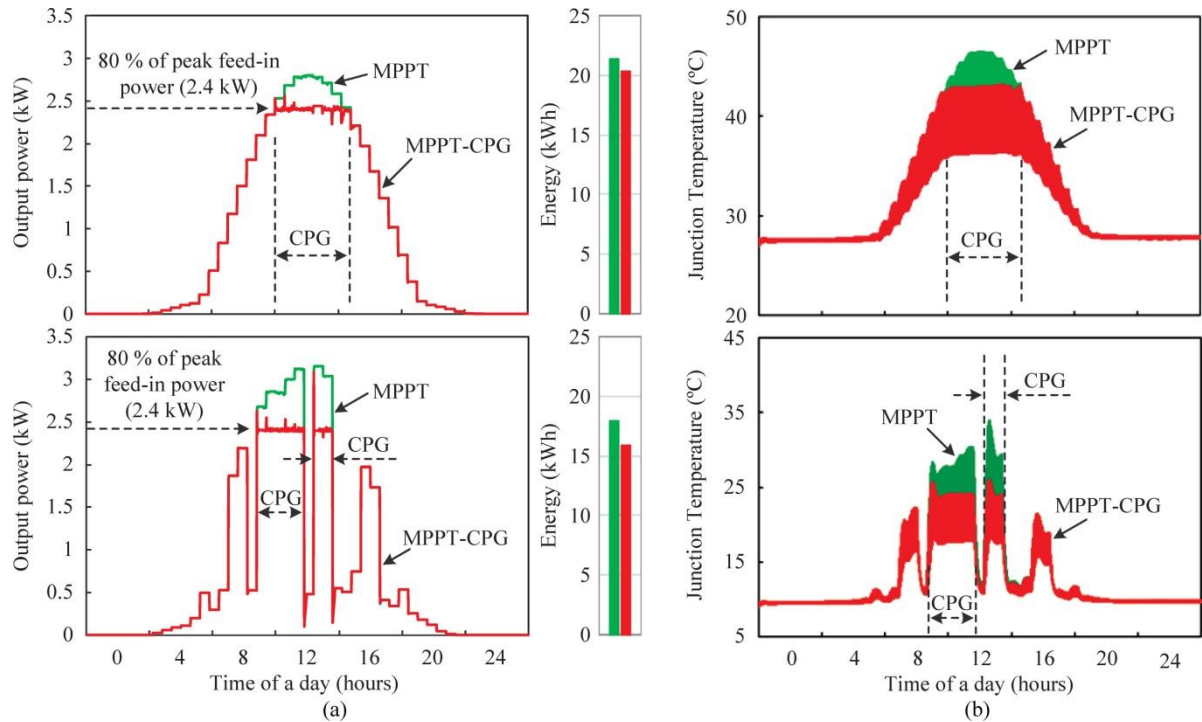 3.5
3
2.5
2
1.5
1
0.5
0
Output power (kW)
80 % of peak feed-in
power (2.4 kW)
MPPT
MPPT-CPG
CPG
25
20
15
10
5
0
Energy (kWh)
50
40
30
20
Junction Temperature (ºC)
MPPT
MPPT-CPG
CPG
3.5
3
2.5
2
1.5
1
0.5
0
Output power (kW)
80 % of peak
feed-in power
(2.4 kW)
MPPT
CPG
CPG
MPPT-CPG
0 4 8 12 16 20 24
Time of a day (hours)
(a)
25
20
15
10
5
0
Energy (kWh)
45
35
25
15
5
Junction Temperature (ºC)
CPG
MPPT
MPPT-CPG
CPG
0 4 8 12 16 20 24
Time of a day (hours)
(b)